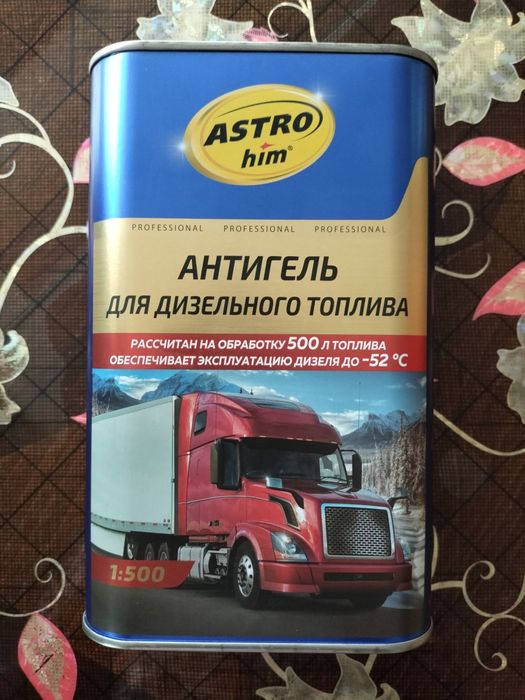 ASTRO
him®
PROFESSIONAL PROFESSIONAL PROFESSIONAL
АНТИГЕЛЬ
ДЛЯ ДИЗЕЛЬНОГО ТОПЛИВА
РАССЧИТАН НА ОБРАБОТКУ 500 Л ТОПЛИВА
ОБЕСПЕЧИВАЕТ ЭКСПЛУАТАЦИЮ ДИЗЕЛЯ ДО -52 °C
1:500